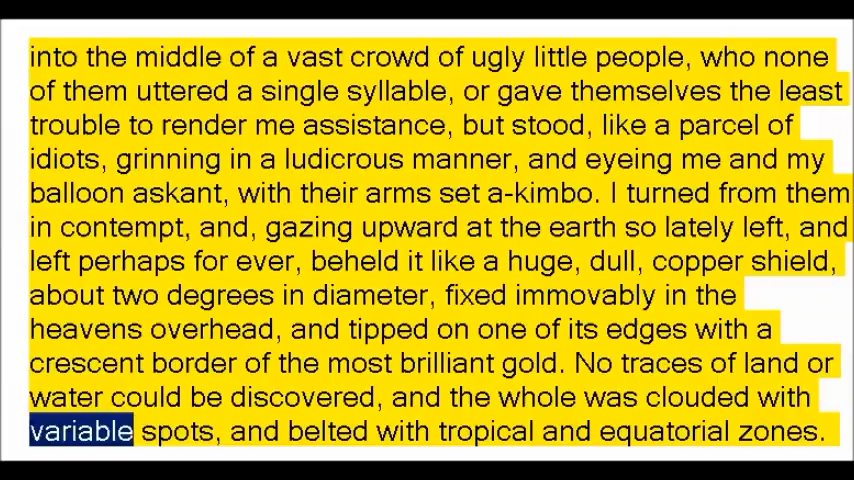 into the middle of a vast crowd of ugly little people, who none
of them uttered a single syllable, or gave themselves the least
trouble to render me assistance, but stood, like a parcel of
idiots, grinning in a ludicrous manner, and eyeing me and my
balloon askant, with their arms set a-kimbo. I turned from them
in contempt, and, gazing upward at the earth so lately left, and
left perhaps for ever, beheld it like a huge, dull, copper shield,
about two degrees in diameter, fixed immovably in the
heavens overhead, and tipped on one of its edges with a
crescent border of the most brilliant gold. No traces of land or
water could be discovered, and the whole was clouded with
variable spots, and belted with tropical and equatorial zones.